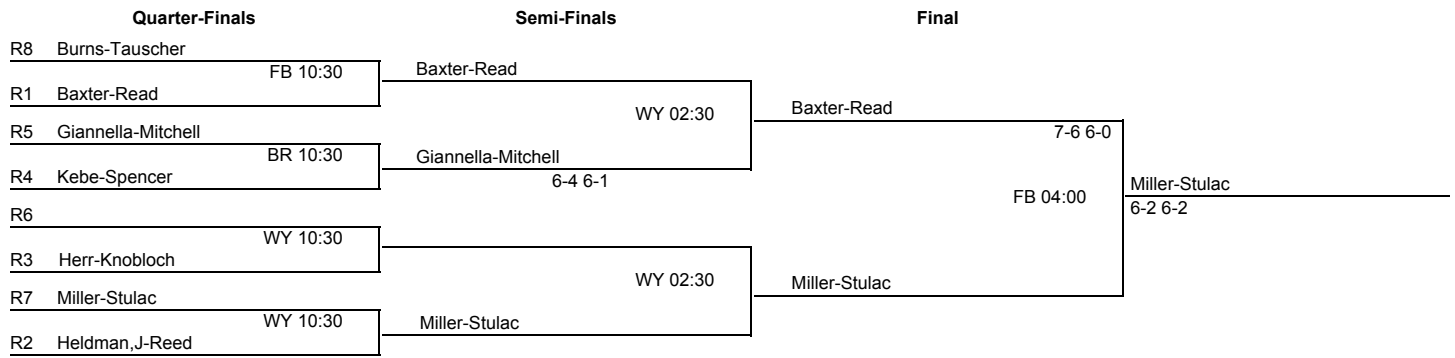 Quarter-Finals Semi-Finals Final
R8 Burns-Tauscher
FB 10:30 Baxter-Read
R1 Baxter-Read
WY 02:30 Baxter-Read
R5 Giannella-Mitchell
7-6 6-0
BR 10:30 Giannella-Mitchell
R4 Kebe-Spencer
6-4 6-1
FB 04:00 Miller-Stulac
6-2 6-2
R6
WY 10:30
R3 Herr-Knobloch
WY 02:30 Miller-Stulac
R7 Miller-Stulac
WY 10:30 Miller-Stulac
R2 Heldman,J-Reed